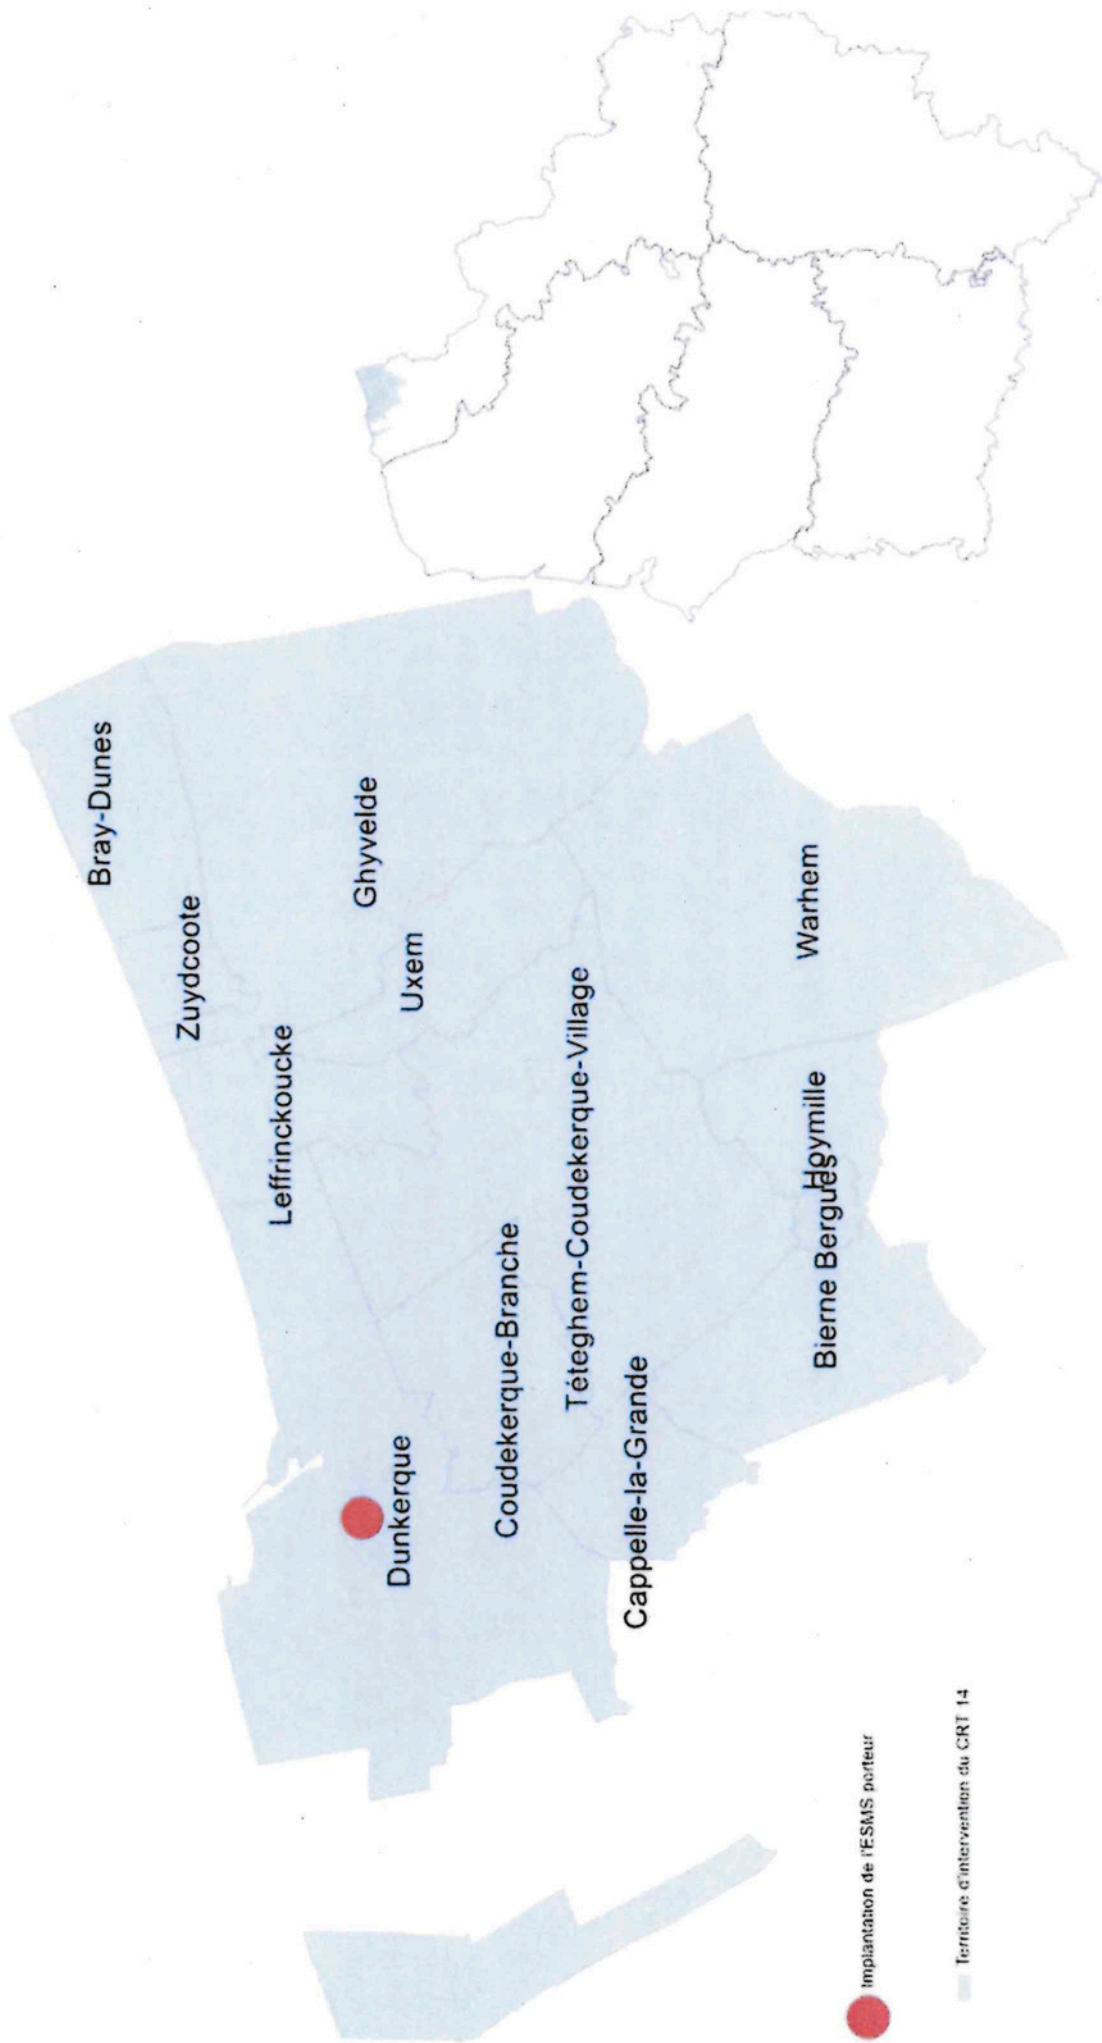 Bray-Dunes
Zuydcoote
Leffrinckoucke
Ghyvelde
Uxem
Dunkerque
Coudekerque-Branche
Téteghem-Coudekerque-Village
Cappelle-la-Grande
Warhem
Hoymille
Bierne Bergues
Implantation de l'ESMS porteur
Territoire d'intervention du CRT 14